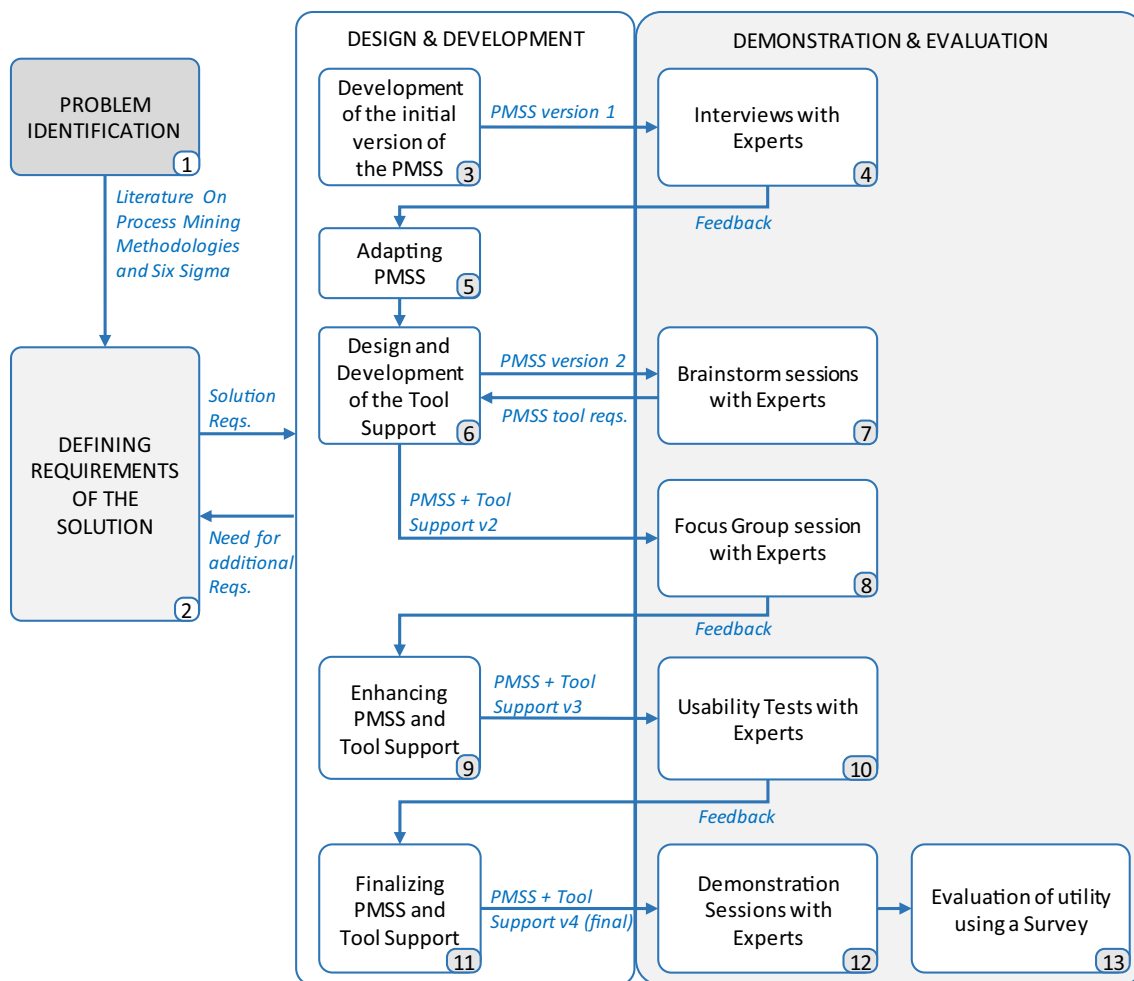 PROBLEM
IDENTIFICATION
1
Literature On
Process Mining
Methodologies
and Six Sigma
DEFINING
REQUIREMENTS
OF THE
SOLUTION
2
Solution
Reqs.
Need for
additional
Reqs.
DESIGN & DEVELOPMENT
DEMONSTRATION & EVALUATION
Development
of the initial
version of
the PMSS
3
PMSS version 1
Interviews with
Experts
4
Feedback
Adapting
PMSS
5
Design and
Development
of the Tool
Support
6
PMSS version 2
PMSS tool reqs.
Brainstorm sessions
with Experts
7
PMSS + Tool
Support v2
Focus Group session
with Experts
8
Feedback
Enhancing
PMSS and
Tool Support
9
PMSS + Tool
Support v3
Usability Tests with
Experts
10
Feedback
Finalizing
PMSS and
Tool Support
11
PMSS + Tool
Support v4 (final)
Demonstration
Sessions with
Experts
12
Evaluation of utility
using a Survey
13